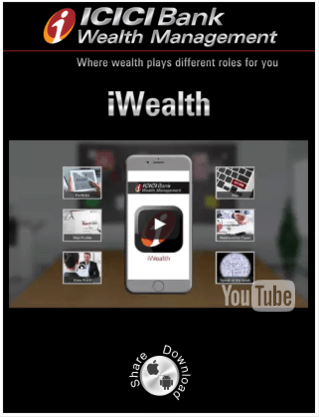 ICICI Bank
Wealth Management
Where wealth plays different roles for you
iWealth
ICICI Bank
Wealth Management
iWealth
Portfolio
YouTube
Share Download